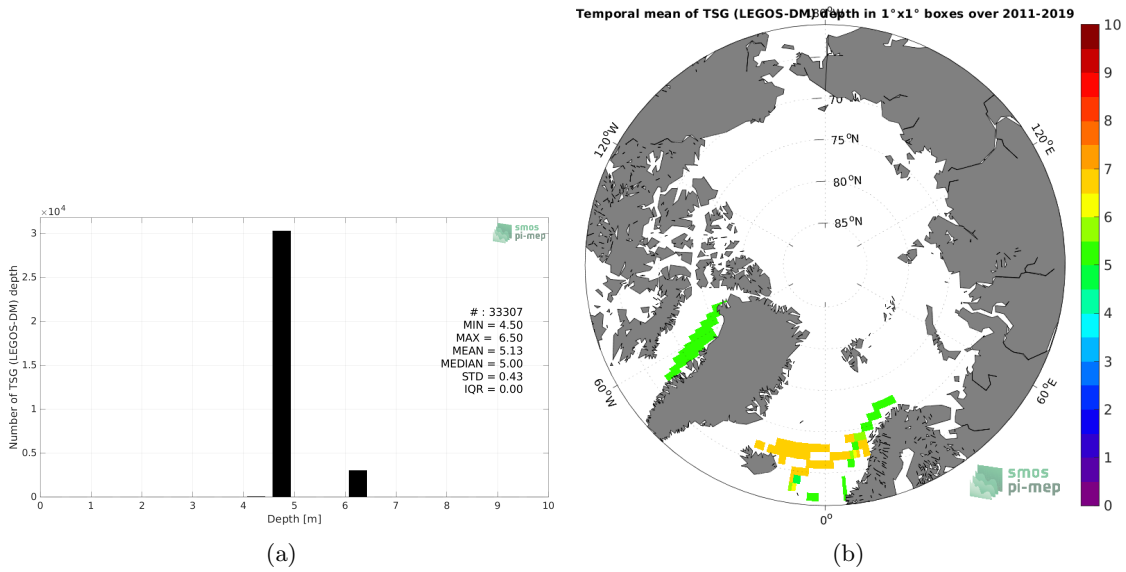 Temporal mean of TSG (LEGOS-DM) depth in 1°x1° boxes over 2011-2019
×10⁴
3
2.5
2
1.5
1
0.5
0
Number of TSG (LEGOS-DM) depth
0 1 2 3 4 5 6 7 8 9 10
Depth [m]
smos
pi-mep
# : 33307
MIN = 4.50
MAX = 6.50
MEAN = 5.13
MEDIAN = 5.00
STD = 0.43
IQR = 0.00
(a)
120°W
60°W
0°
60°E
120°E
75°N
80°N
85°N
smos
pi-mep
10
9
8
7
6
5
4
3
2
1
0
(b)